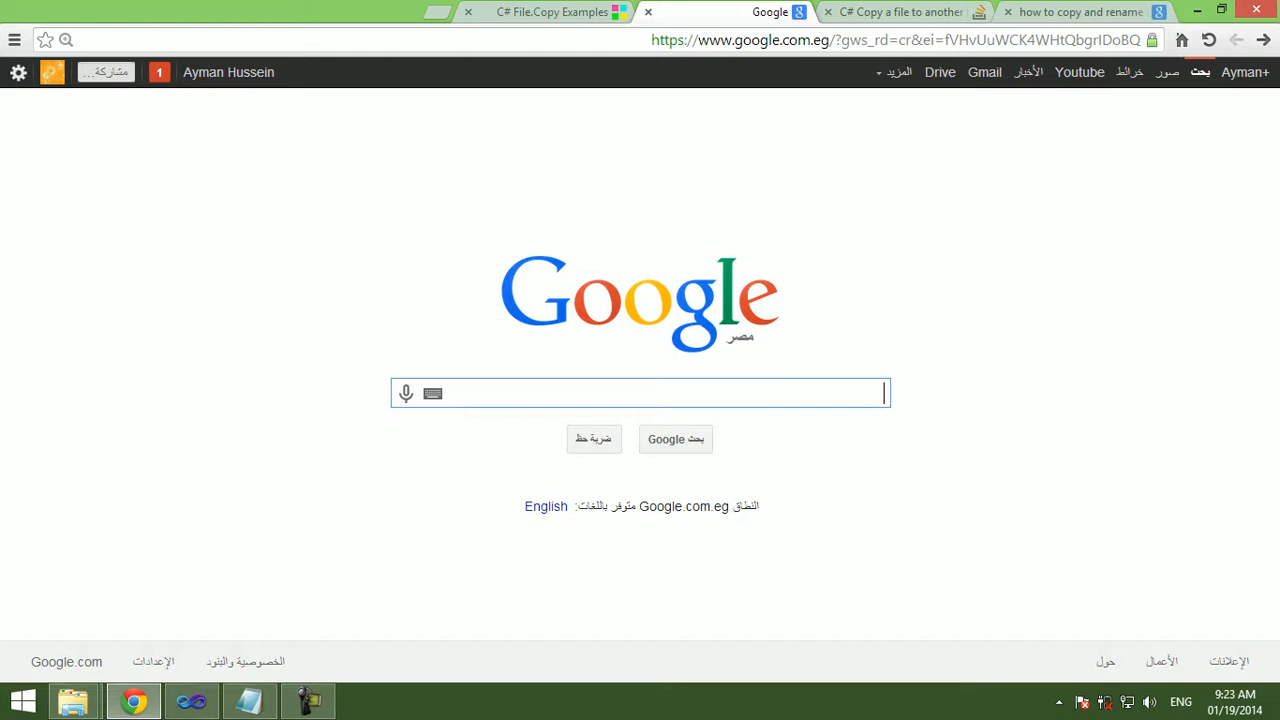 how to copy and rename
C# Copy a file to another
Google
C# File.Copy Examples
https://www.google.com.eg/?gws_rd=cr&ei=fVHvUuWCK4WHtQbgrIDoBQ
Ayman+ بحث صور خرائط Youtube الأخبار Gmail Drive المزيد
Ayman Hussein 1 مشاركة...
Google
مصر
بحث Google ضربة حظ
النطاق Google.com.eg متوفر باللغات: English
الإعلانات الأعمال حول الخصوصية والبنود الإعدادات Google.com
ENG
9:23 AM
01/19/2014